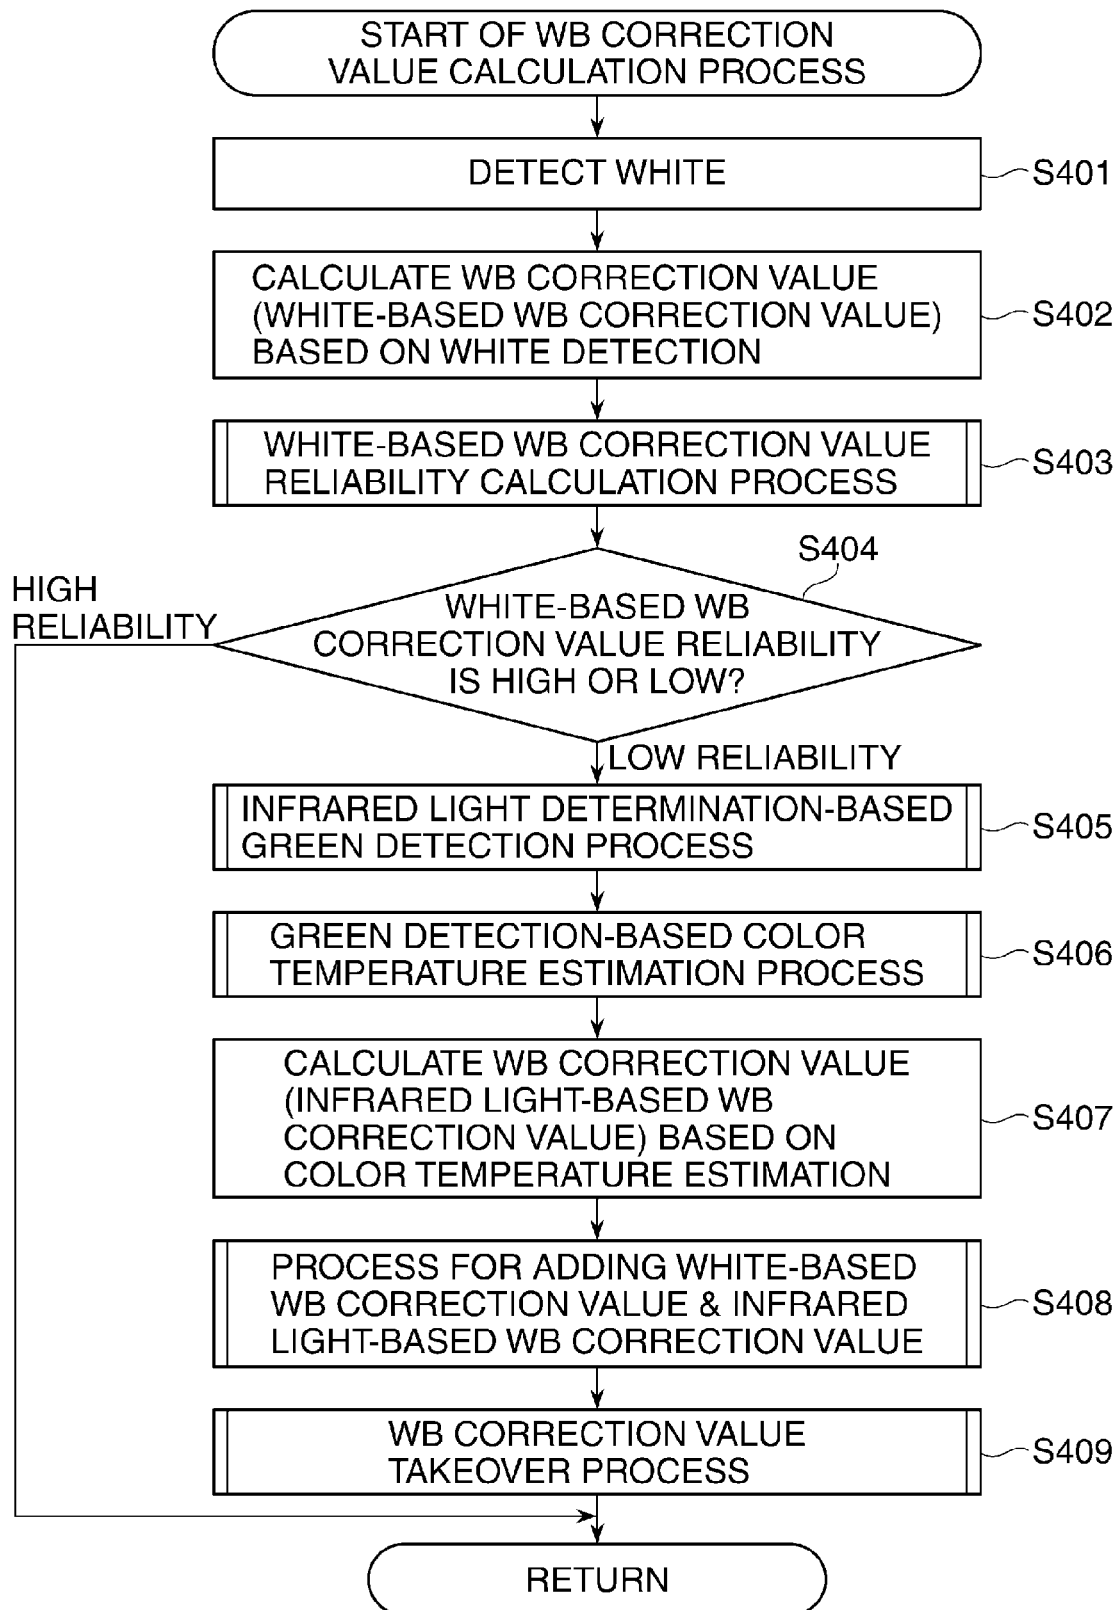 START OF WB CORRECTION
VALUE CALCULATION PROCESS
DETECT WHITE
S401
CALCULATE WB CORRECTION VALUE
(WHITE-BASED WB CORRECTION VALUE)
BASED ON WHITE DETECTION
S402
WHITE-BASED WB CORRECTION VALUE
RELIABILITY CALCULATION PROCESS
S403
S404
HIGH
RELIABILITY
WHITE-BASED WB
CORRECTION VALUE RELIABILITY
IS HIGH OR LOW?
LOW RELIABILITY
INFRARED LIGHT DETERMINATION-BASED
GREEN DETECTION PROCESS
S405
GREEN DETECTION-BASED COLOR
TEMPERATURE ESTIMATION PROCESS
S406
CALCULATE WB CORRECTION VALUE
(INFRARED LIGHT-BASED WB
CORRECTION VALUE) BASED ON
COLOR TEMPERATURE ESTIMATION
S407
PROCESS FOR ADDING WHITE-BASED
WB CORRECTION VALUE & INFRARED
LIGHT-BASED WB CORRECTION VALUE
S408
WB CORRECTION VALUE
TAKEOVER PROCESS
S409
RETURN